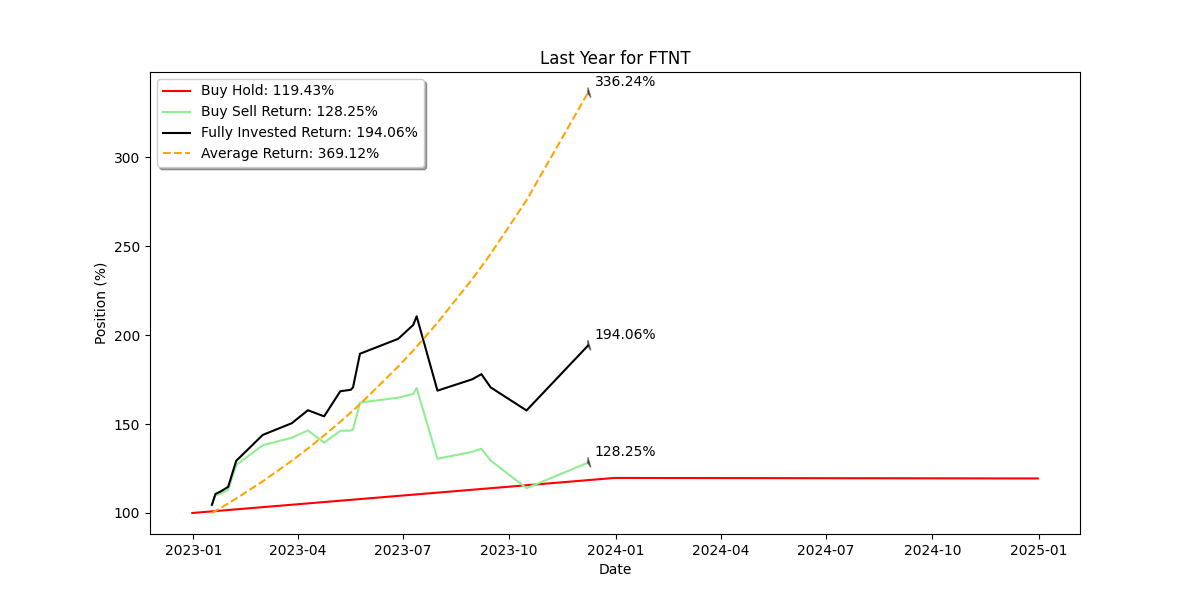 Last Year for FTNT
Buy Hold: 119.43%
Buy Sell Return: 128.25%
Fully Invested Return: 194.06%
Average Return: 369.12%
336.24%
194.06%
128.25%
Position (%)
300
250
200
150
100
2023-01 2023-04 2023-07 2023-10 2024-01 2024-04 2024-07 2024-10 2025-01
Date